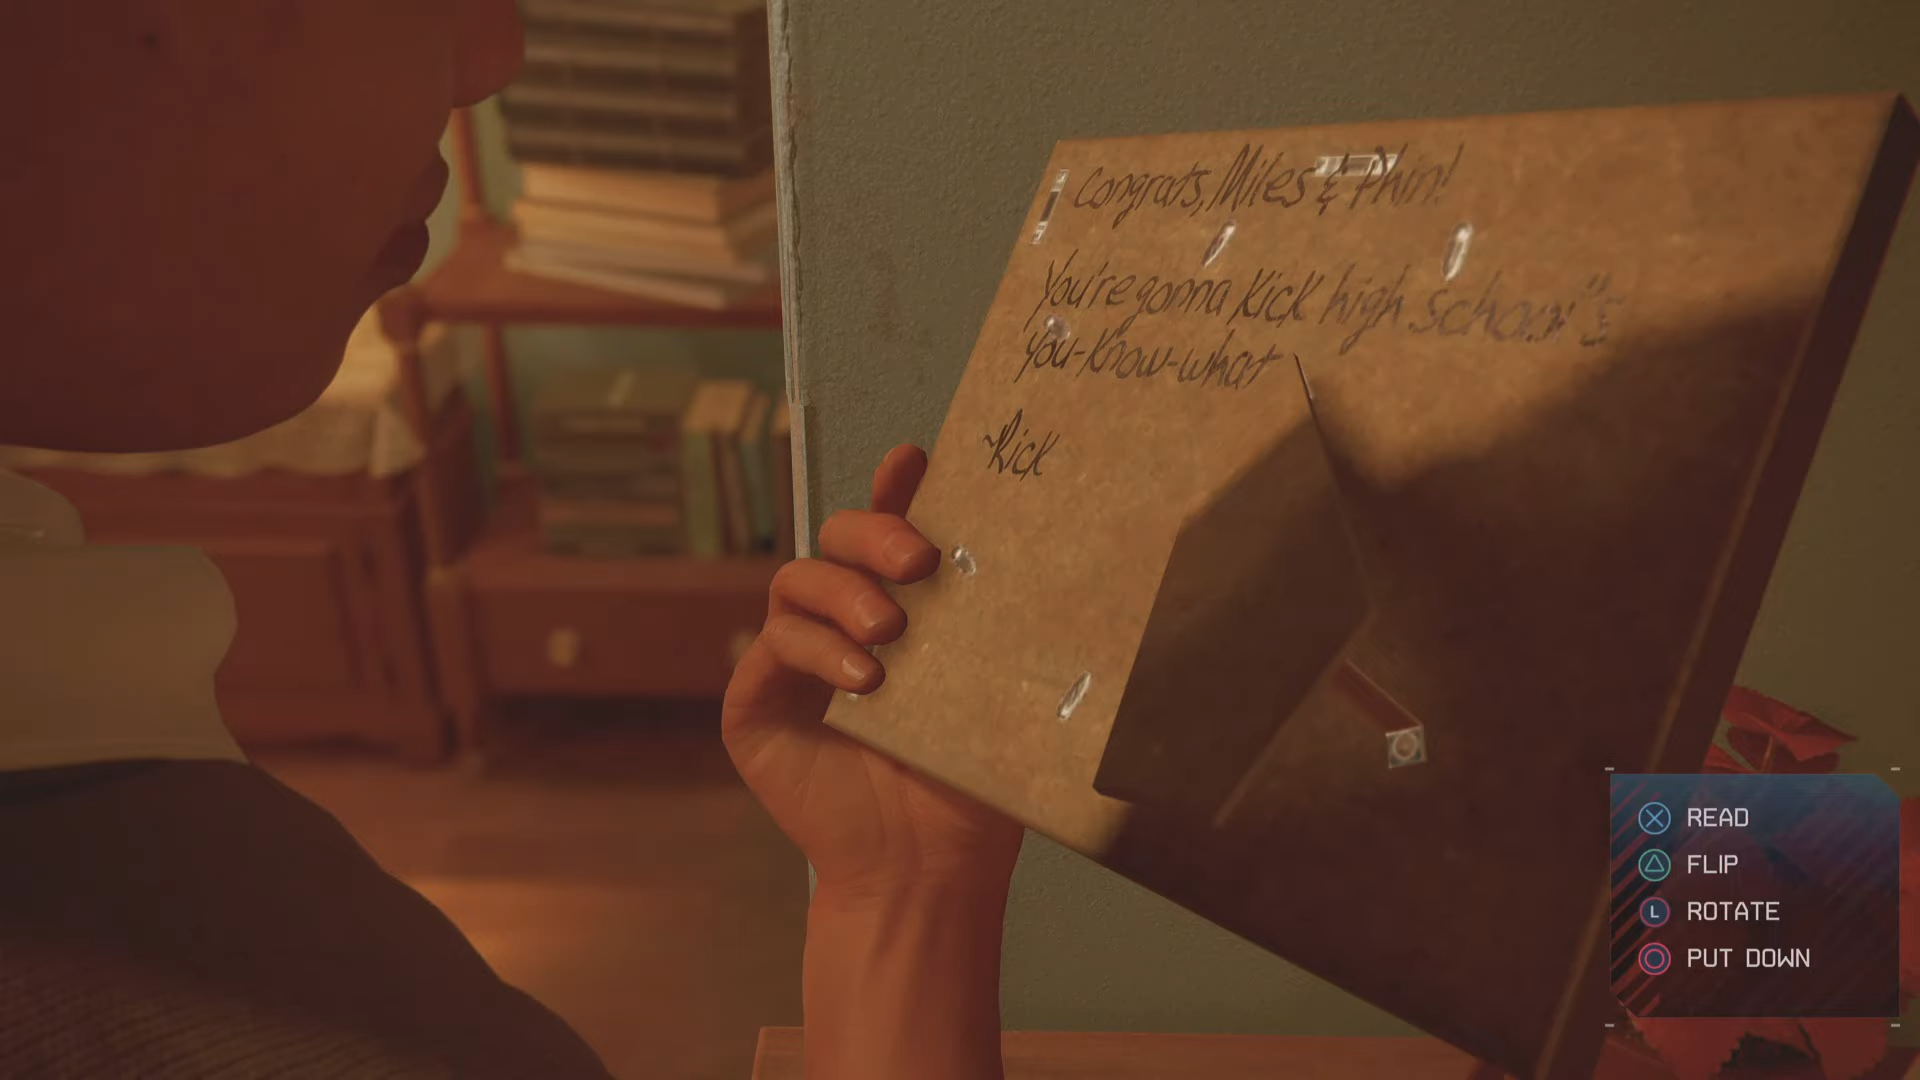 Congrats, Miles & Phin!
You're gonna kick high school's
you-know-what
~Rick
READ
FLIP
L ROTATE
PUT DOWN